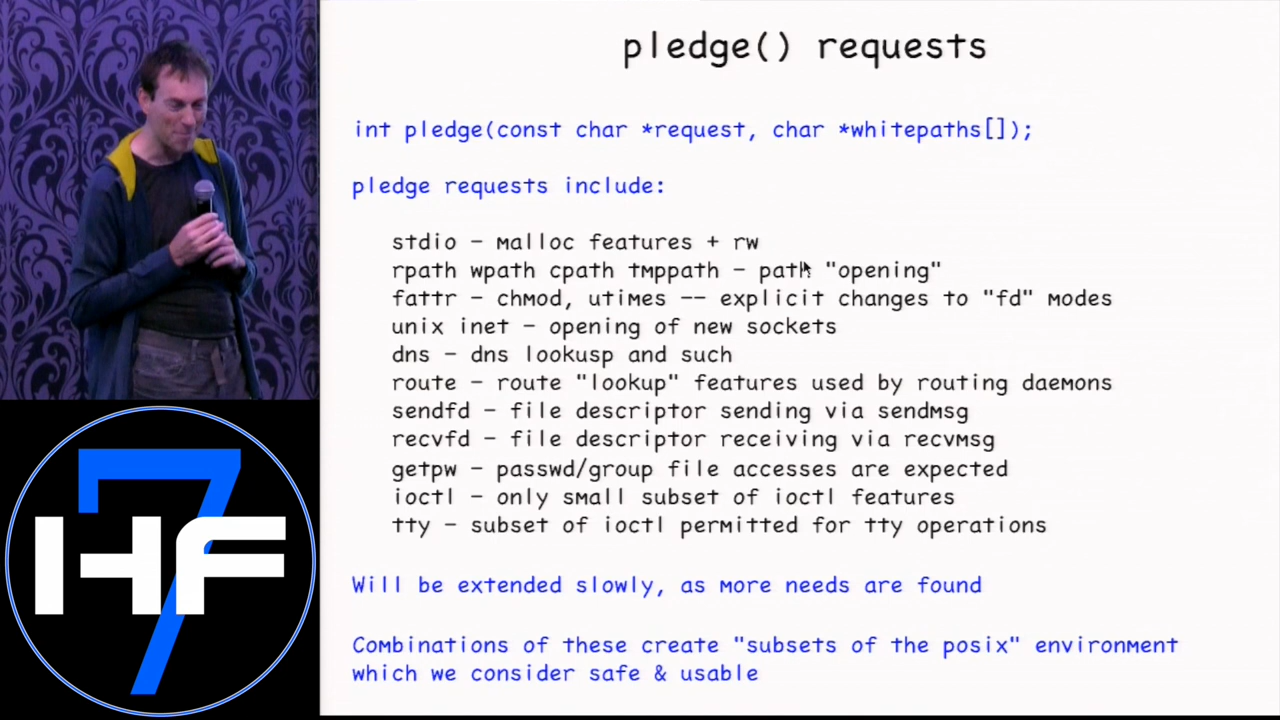 pledge() requests
int pledge(const char *request, char *whitepaths[]);
pledge requests include:
stdio - malloc features + rw
rpath wpath cpath tmppath - path "opening"
fattr - chmod, utimes -- explicit changes to "fd" modes
unix inet - opening of new sockets
dns - dns lookusp and such
route - route "lookup" features used by routing daemons
sendfd - file descriptor sending via sendmsg
recvfd - file descriptor receiving via recvmsg
getpw - passwd/group file accesses are expected
ioctl - only small subset of ioctl features
tty - subset of ioctl permitted for tty operations
Will be extended slowly, as more needs are found
Combinations of these create "subsets of the posix" environment
which we consider safe & usable
7
HF